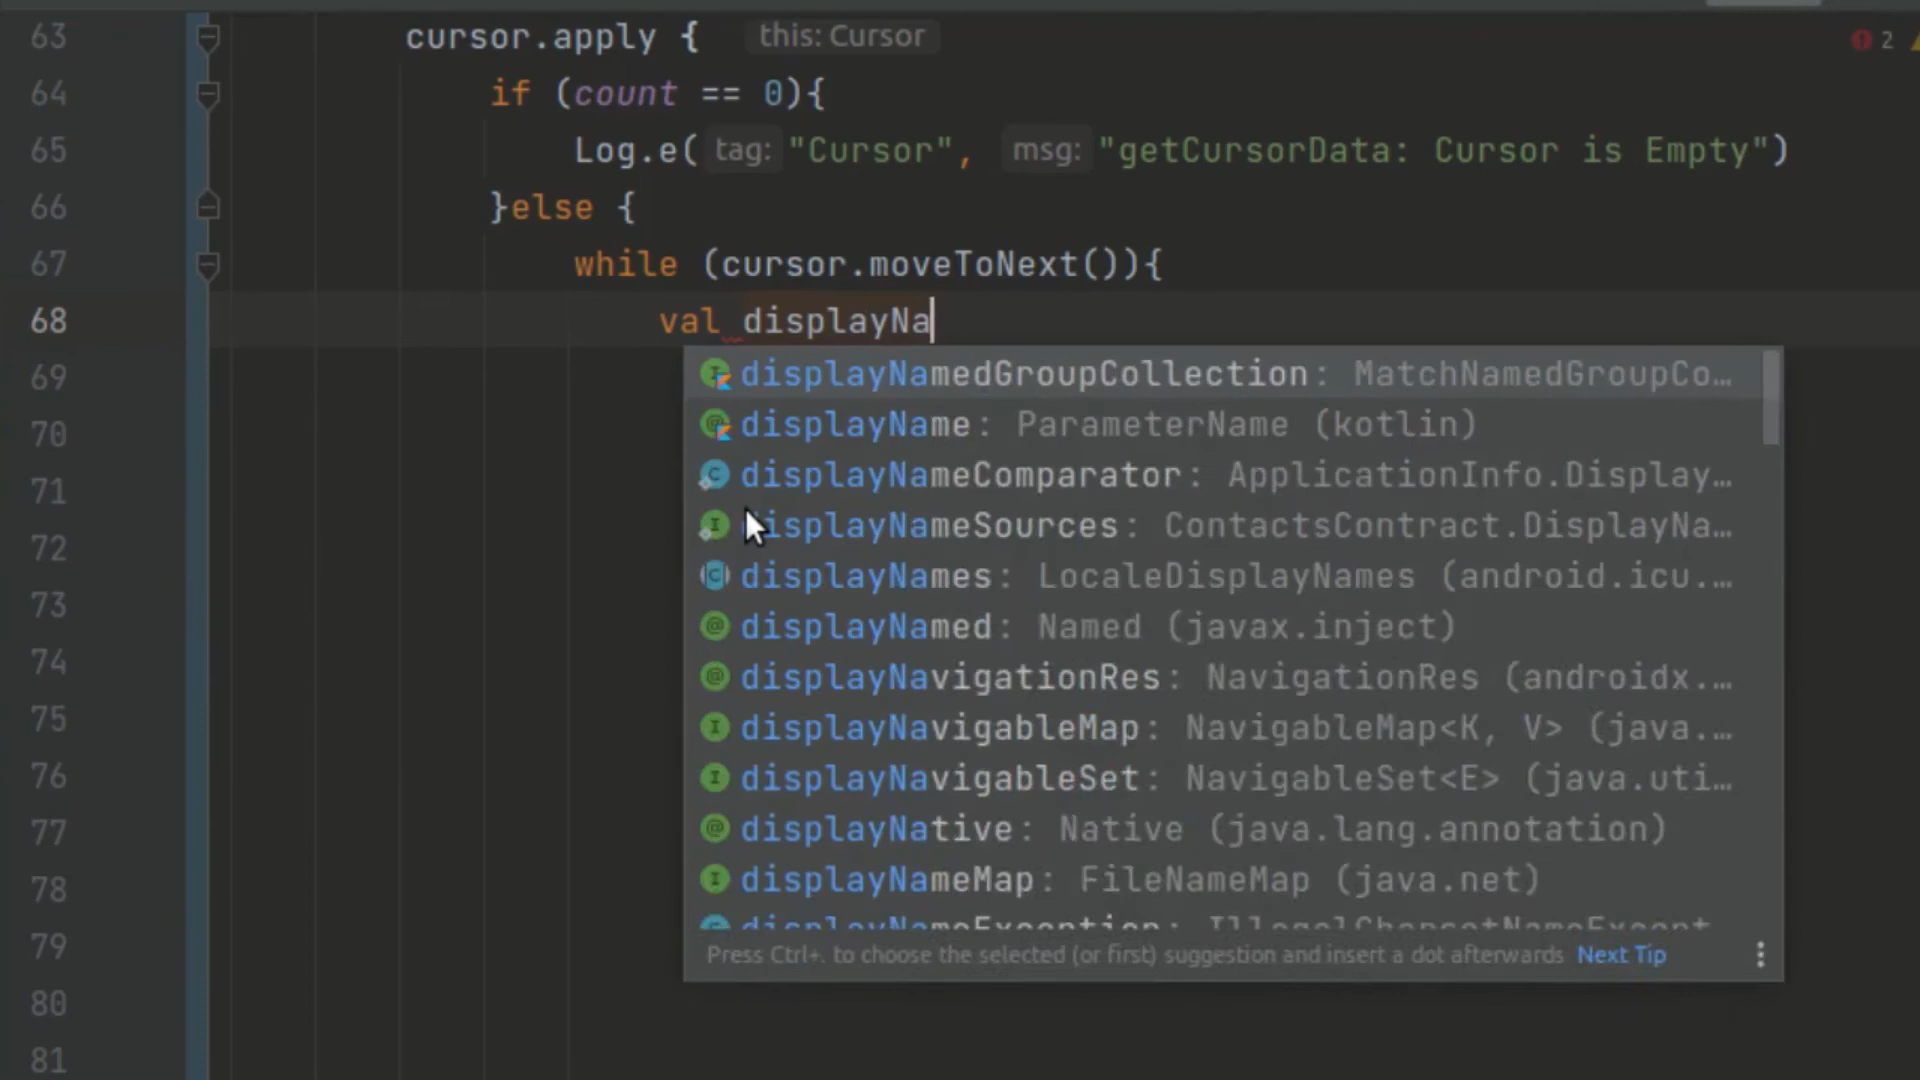 63 cursor.apply { this: Cursor 2
64 if (count == 0){
65 Log.e( tag: "Cursor", msg: "getCursorData: Cursor is Empty")
66 }else {
67 while (cursor.moveToNext()){
68 val displayNa
69
70
71
72
73
74
75
76
77
78
79
80
81
displayNamedGroupCollection: MatchNamedGroupCo…
displayName: ParameterName (kotlin)
displayNameComparator: ApplicationInfo.Display…
displayNameSources: ContactsContract.DisplayNa…
displayNames: LocaleDisplayNames (android.icu.…
displayNamed: Named (javax.inject)
displayNavigationRes: NavigationRes (androidx.…
displayNavigableMap: NavigableMap<K, V> (java.…
displayNavigableSet: NavigableSet<E> (java.uti…
displayNative: Native (java.lang.annotation)
displayNameMap: FileNameMap (java.net)
displayNameException: IllegalCharsetNameExcept
Press Ctrl+. to choose the selected (or first) suggestion and insert a dot afterwards Next Tip